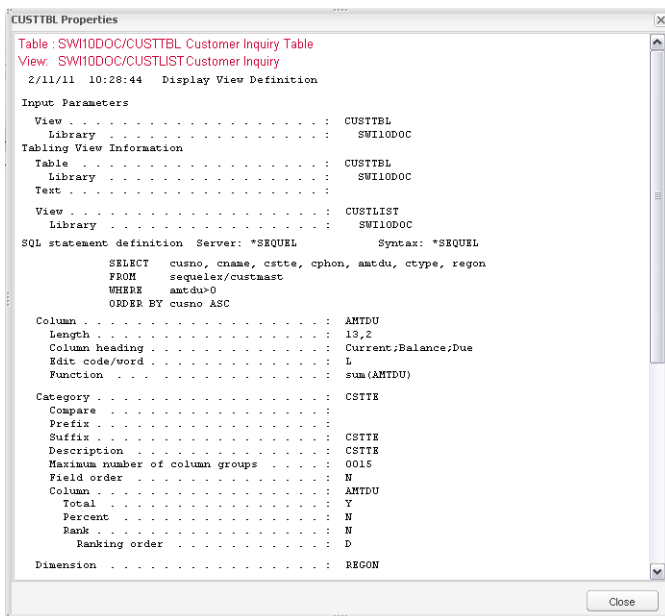 CUSTTBL Properties
Table : SWI10DOC/CUSTTBL Customer Inquiry Table
View: SWI10DOC/CUSTLIST Customer Inquiry
2/11/11 10:28:44 Display View Definition
Input Parameters
View . . . . . . . . . . . . . . . . . . . . : CUSTTBL
Library . . . . . . . . . . . . . . . . . : SWI10DOC
Tabling View Information
Table . . . . . . . . . . . . . . . . . . . : CUSTTBL
Library . . . . . . . . . . . . . . . . . : SWI10DOC
Text . . . . . . . . . . . . . . . . . . . . :
View . . . . . . . . . . . . . . . . . . . . : CUSTLIST
Library . . . . . . . . . . . . . . . . . : SWI10DOC
SQL statement definition Server: *SEQUEL Syntax: *SEQUEL
SELECT cusno, cname, cstte, cphon, amtdu, ctype, regon
FROM sequelex/custmast
WHERE amtdu>0
ORDER BY cusno ASC
Column . . . . . . . . . . . . . . . . . . . : AMTDU
Length . . . . . . . . . . . . . . . . . . : 13,2
Column heading . . . . . . . . . . . . . . : Current;Balance;Due
Edit code/word . . . . . . . . . . . . . . : L
Function . . . . . . . . . . . . . . . . . : sum(AMTDU)
Category . . . . . . . . . . . . . . . . . . : CSTTE
Compare . . . . . . . . . . . . . . . . . :
Prefix . . . . . . . . . . . . . . . . . . :
Suffix . . . . . . . . . . . . . . . . . . : CSTTE
Description . . . . . . . . . . . . . . . : CSTTE
Maximum number of column groups . . . . : 0015
Field order . . . . . . . . . . . . . . . : N
Column . . . . . . . . . . . . . . . . . . : AMTDU
Total . . . . . . . . . . . . . . . . . : Y
Percent . . . . . . . . . . . . . . . . : N
Rank . . . . . . . . . . . . . . . . . . : N
Ranking order . . . . . . . . . . . : D
Dimension . . . . . . . . . . . . . . . . . : REGON
Close